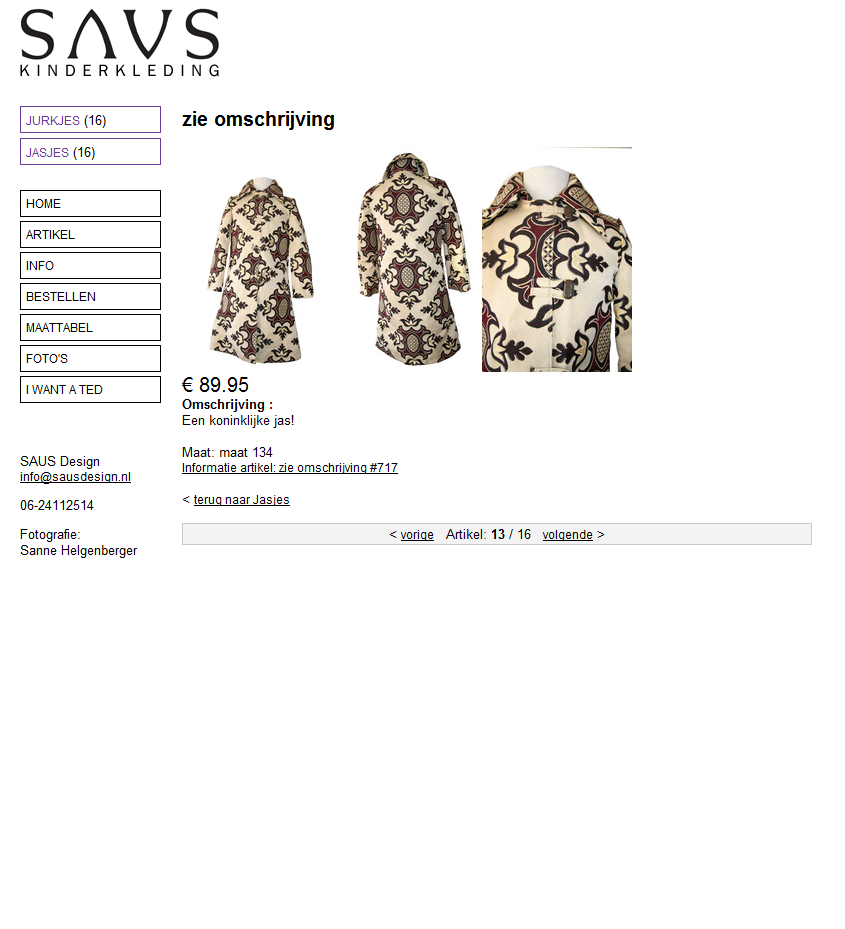 SAUS
KINDERKLEDING
JURKJES (16)
JASJES (16)
HOME
ARTIKEL
INFO
BESTELLEN
MAATTABEL
FOTO'S
I WANT A TED
SAUS Design
info@sausdesign.nl
06-24112514
Fotografie:
Sanne Helgenberger
zie omschrijving
€ 89.95
Omschrijving :
Een koninklijke jas!
Maat: maat 134
Informatie artikel: zie omschrijving #717
< terug naar Jasjes
< vorige Artikel: 13 / 16 volgende >